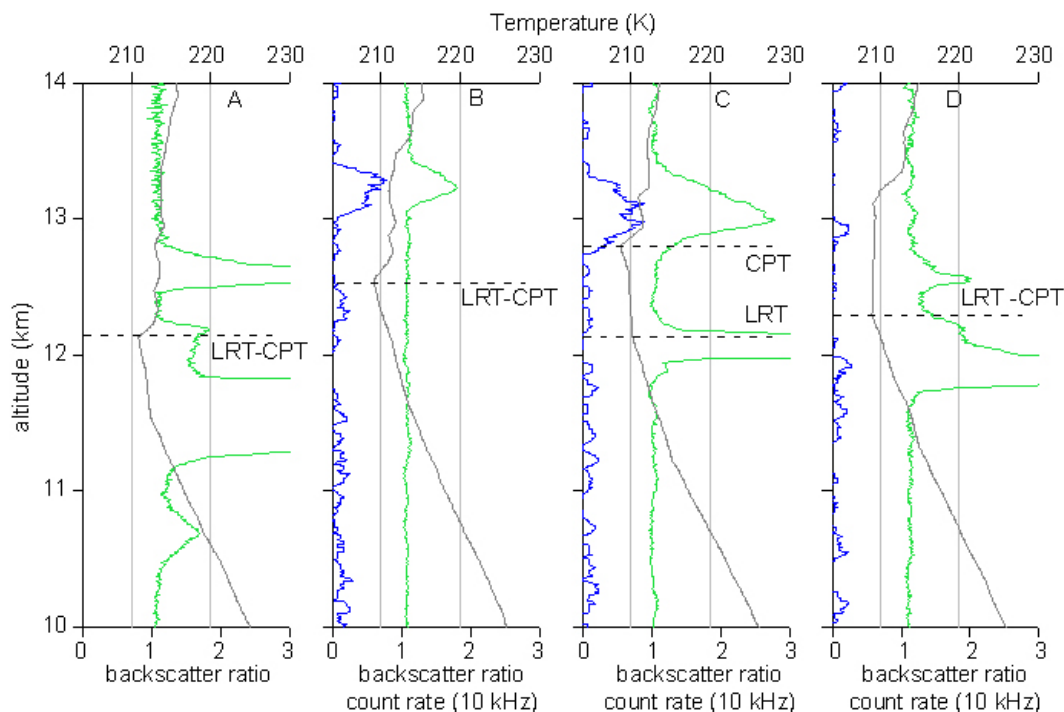 Temperature (K)
210 220 230 210 220 230 210 220 230 210 220 230
14
A
B
C
D
13
CPT
LRT-CPT
LRT -CPT
LRT
LRT-CPT
12
altitude (km)
11
10
0 1 2 3 0 1 2 3 0 1 2 3 0 1 2 3
backscatter ratio backscatter ratio backscatter ratio backscatter ratio
count rate (10 kHz) count rate (10 kHz) count rate (10 kHz)